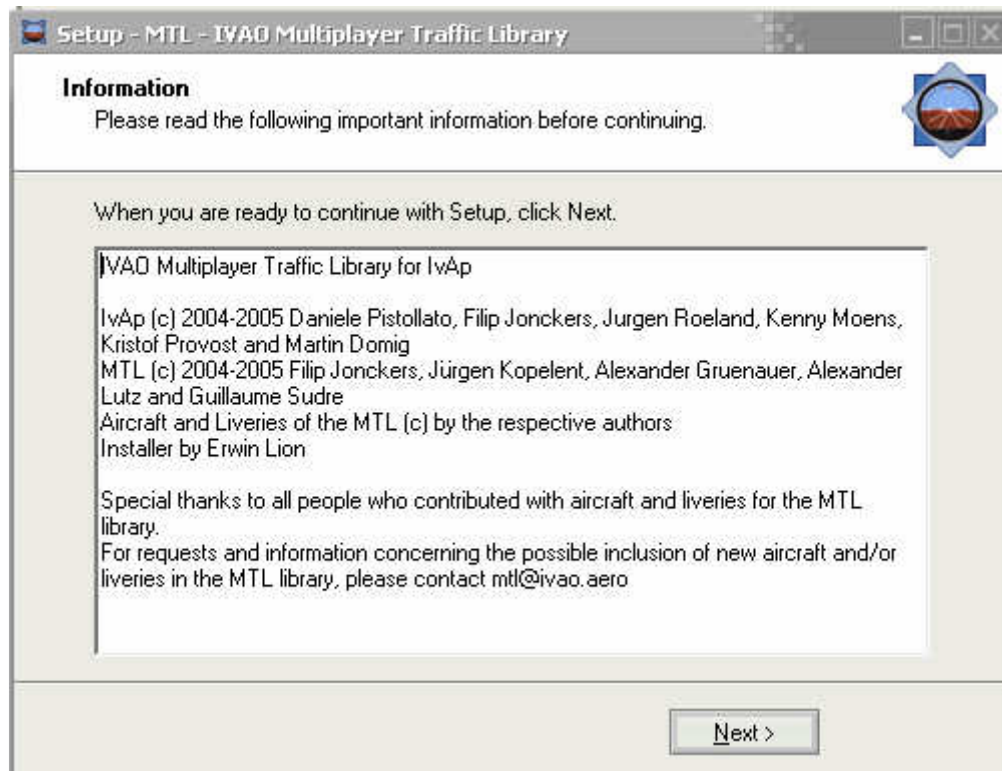 Setup - MTL - IVAO Multiplayer Traffic Library
Information
Please read the following important information before continuing.
When you are ready to continue with Setup, click Next.
IVAO Multiplayer Traffic Library for IvAp
IvAp (c) 2004-2005 Daniele Pistollato, Filip Jonckers, Jurgen Roeland, Kenny Moens,
Kristof Provost and Martin Domig
MTL (c) 2004-2005 Filip Jonckers, Jürgen Kopelent, Alexander Gruenauer, Alexander
Lutz and Guillaume Sudre
Aircraft and Liveries of the MTL (c) by the respective authors
Installer by Erwin Lion
Special thanks to all people who contributed with aircraft and liveries for the MTL
library.
For requests and information concerning the possible inclusion of new aircraft and/or
liveries in the MTL library, please contact mtl@ivao.aero
Next >